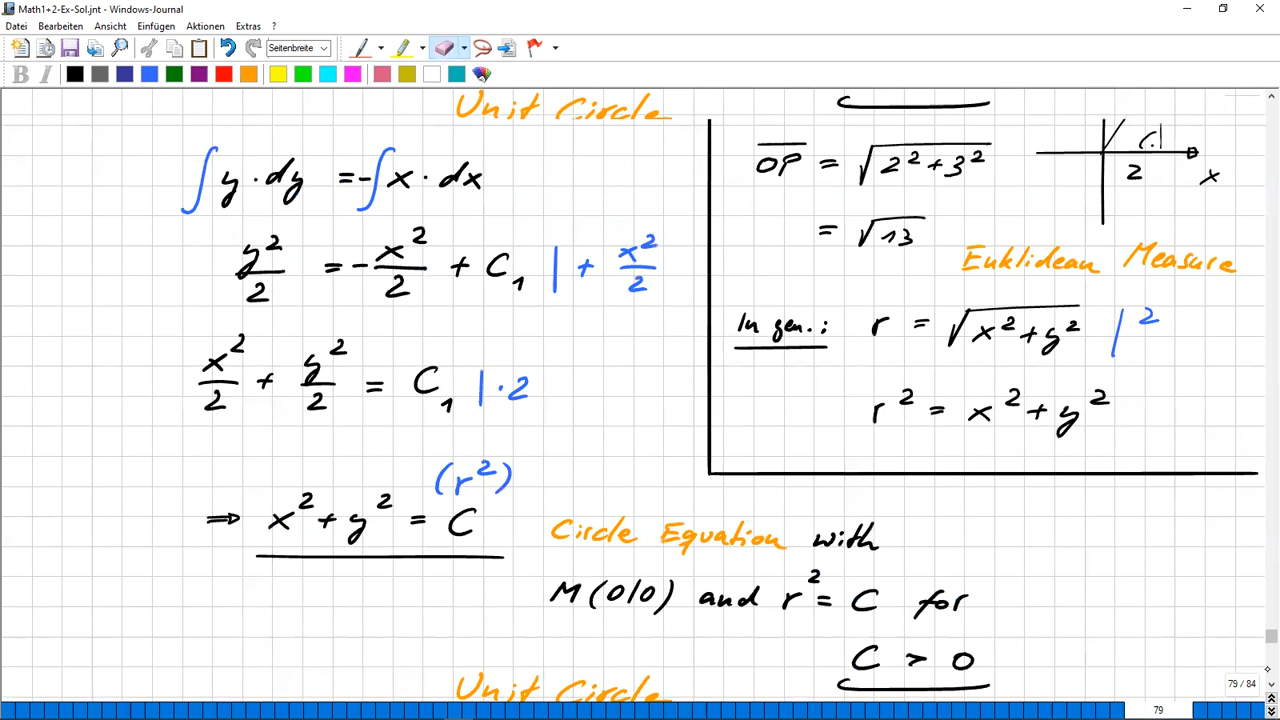 Math1+2-Ex-Sol.jnt - Windows-Journal
Datei Bearbeiten Ansicht Einfügen Aktionen Extras ?
Seitenbreite
B I
Unit Circle
∫ y · dy = -∫ x · dx
y²/2 = -x²/2 + C₁ | + x²/2
x²/2 + y²/2 = C₁ | · 2
(r²)
⇒ x² + y² = C
Circle Equation with
M(0|0) and r² = C for
C > 0
Unit Circle
OP = √(2² + 3²)
= √13
2
x
Euklidean Measure
In gen.: r = √(x² + y²) | ²
r² = x² + y²
79 / 84
79